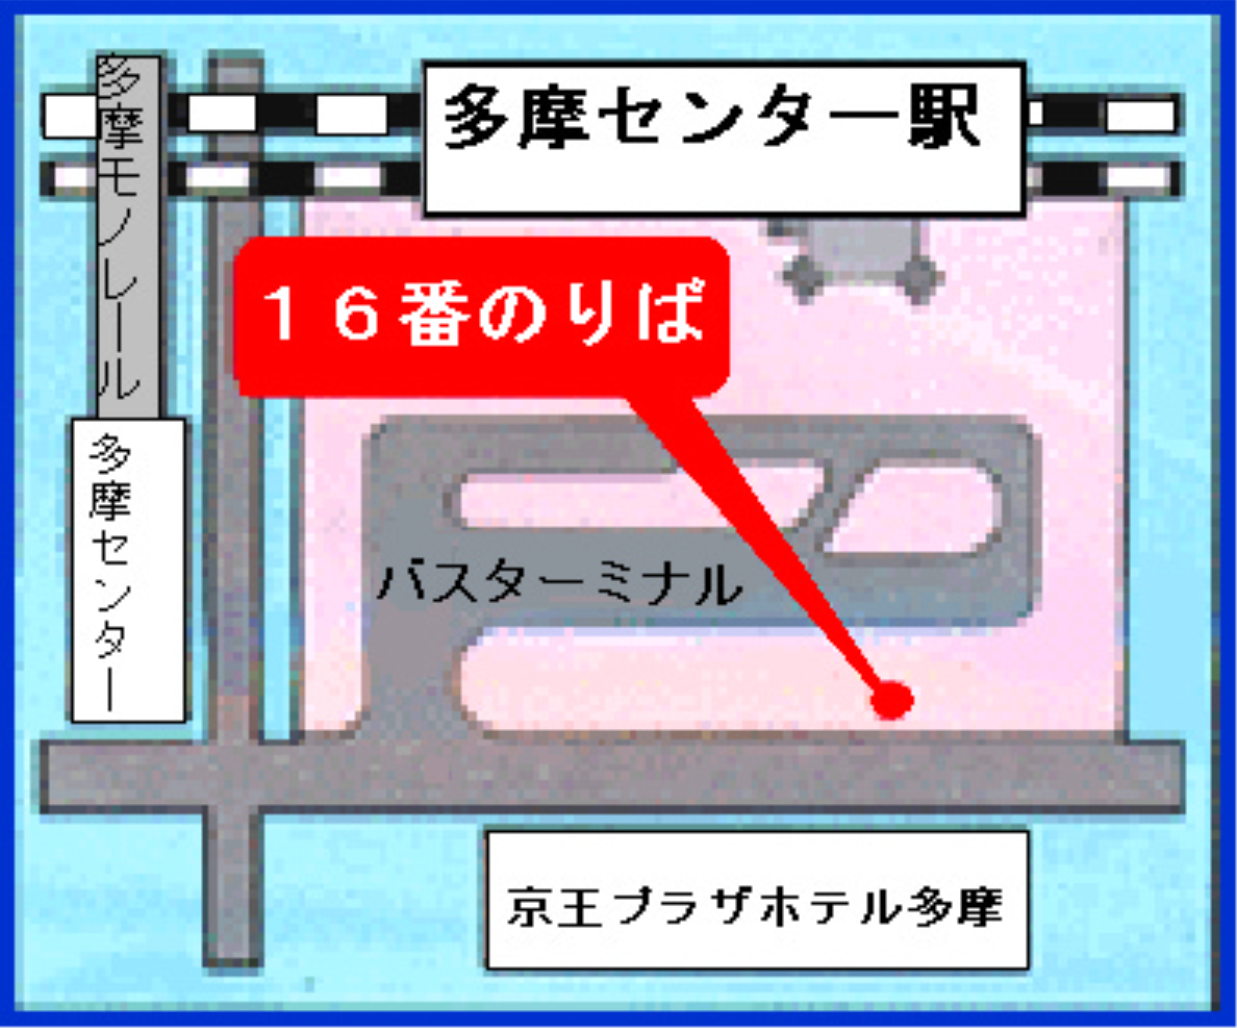 多摩センター駅
多摩モノレール
１６番のりば
多摩センター
バスターミナル
京王プラザホテル多摩